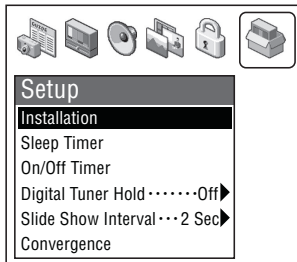 Setup
Installation
Sleep Timer
On/Off Timer
Digital Tuner Hold ·······Off
Slide Show Interval ···2 Sec
Convergence